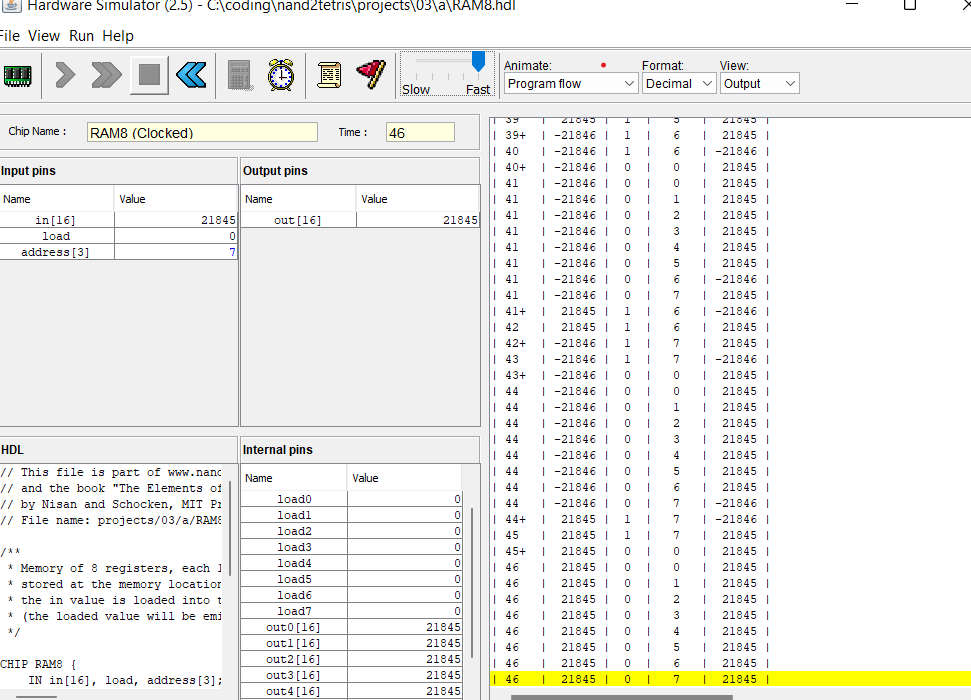 Hardware Simulator (2.5) - C:\coding\nand2tetris\projects\03\a\RAM8.hdl
File View Run Help
Slow Fast
Animate: Format: View:
Program flow Decimal Output
Chip Name : RAM8 (Clocked) Time : 46
Input pins
Name Value
in[16] 21845
load 0
address[3] 7
Output pins
Name Value
out[16] 21845
HDL
// This file is part of www.nand
// and the book "The Elements of
// by Nisan and Schocken, MIT Pr
// File name: projects/03/a/RAM8
/**
* Memory of 8 registers, each 1
* stored at the memory location
* the in value is loaded into t
* (the loaded value will be emi
*/
CHIP RAM8 {
IN in[16], load, address[3];
Internal pins
Name Value
load0 0
load1 0
load2 0
load3 0
load4 0
load5 0
load6 0
load7 0
out0[16] 21845
out1[16] 21845
out2[16] 21845
out3[16] 21845
out4[16] 21845
| 39 | 21845 | 1 | 5 | 21845 |
| 39+ | -21846 | 1 | 6 | 21845 |
| 40 | -21846 | 1 | 6 | -21846 |
| 40+ | -21846 | 0 | 0 | 21845 |
| 41 | -21846 | 0 | 0 | 21845 |
| 41 | -21846 | 0 | 1 | 21845 |
| 41 | -21846 | 0 | 2 | 21845 |
| 41 | -21846 | 0 | 3 | 21845 |
| 41 | -21846 | 0 | 4 | 21845 |
| 41 | -21846 | 0 | 5 | 21845 |
| 41 | -21846 | 0 | 6 | -21846 |
| 41 | -21846 | 0 | 7 | 21845 |
| 41+ | 21845 | 1 | 6 | -21846 |
| 42 | 21845 | 1 | 6 | 21845 |
| 42+ | -21846 | 1 | 7 | 21845 |
| 43 | -21846 | 1 | 7 | -21846 |
| 43+ | -21846 | 0 | 0 | 21845 |
| 44 | -21846 | 0 | 0 | 21845 |
| 44 | -21846 | 0 | 1 | 21845 |
| 44 | -21846 | 0 | 2 | 21845 |
| 44 | -21846 | 0 | 3 | 21845 |
| 44 | -21846 | 0 | 4 | 21845 |
| 44 | -21846 | 0 | 5 | 21845 |
| 44 | -21846 | 0 | 6 | 21845 |
| 44 | -21846 | 0 | 7 | -21846 |
| 44+ | 21845 | 1 | 7 | -21846 |
| 45 | 21845 | 1 | 7 | 21845 |
| 45+ | 21845 | 0 | 0 | 21845 |
| 46 | 21845 | 0 | 0 | 21845 |
| 46 | 21845 | 0 | 1 | 21845 |
| 46 | 21845 | 0 | 2 | 21845 |
| 46 | 21845 | 0 | 3 | 21845 |
| 46 | 21845 | 0 | 4 | 21845 |
| 46 | 21845 | 0 | 5 | 21845 |
| 46 | 21845 | 0 | 6 | 21845 |
| 46 | 21845 | 0 | 7 | 21845 |